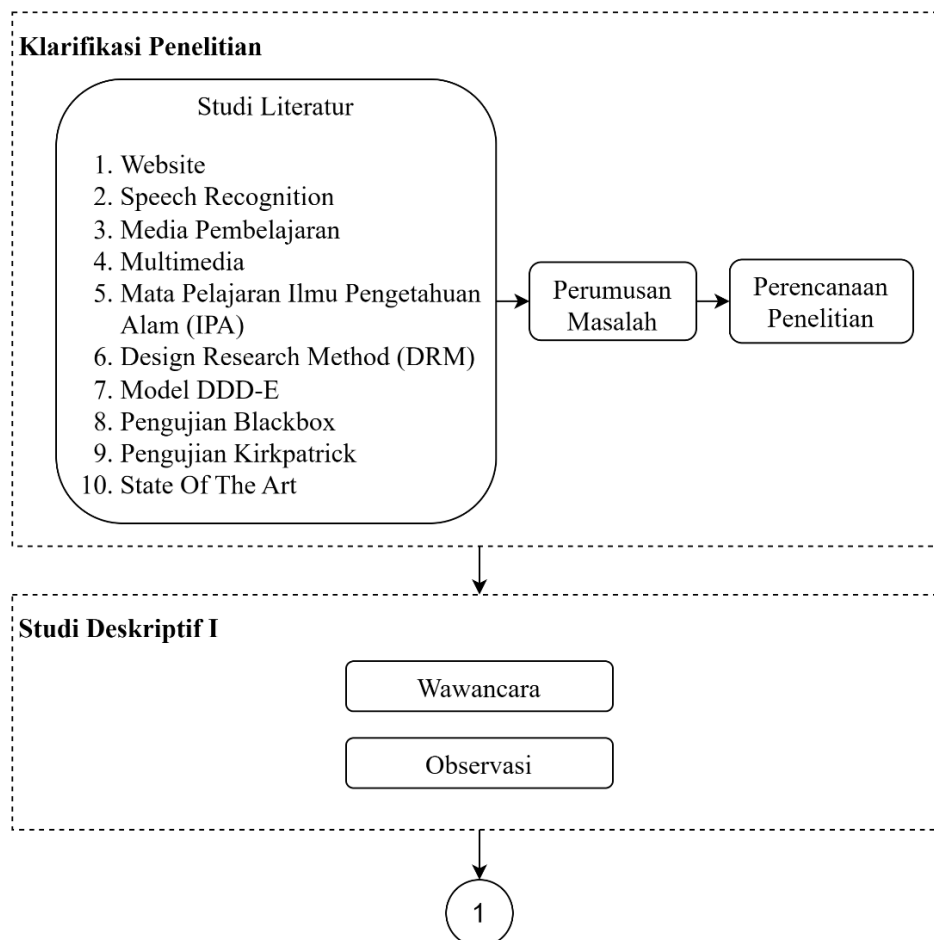 Klarifikasi Penelitian
Studi Literatur
1. Website
2. Speech Recognition
3. Media Pembelajaran
4. Multimedia
5. Mata Pelajaran Ilmu Pengetahuan
Alam (IPA)
6. Design Research Method (DRM)
7. Model DDD-E
8. Pengujian Blackbox
9. Pengujian Kirkpatrick
10. State Of The Art
Perumusan
Masalah
Perencanaan
Penelitian
Studi Deskriptif I
Wawancara
Observasi
1